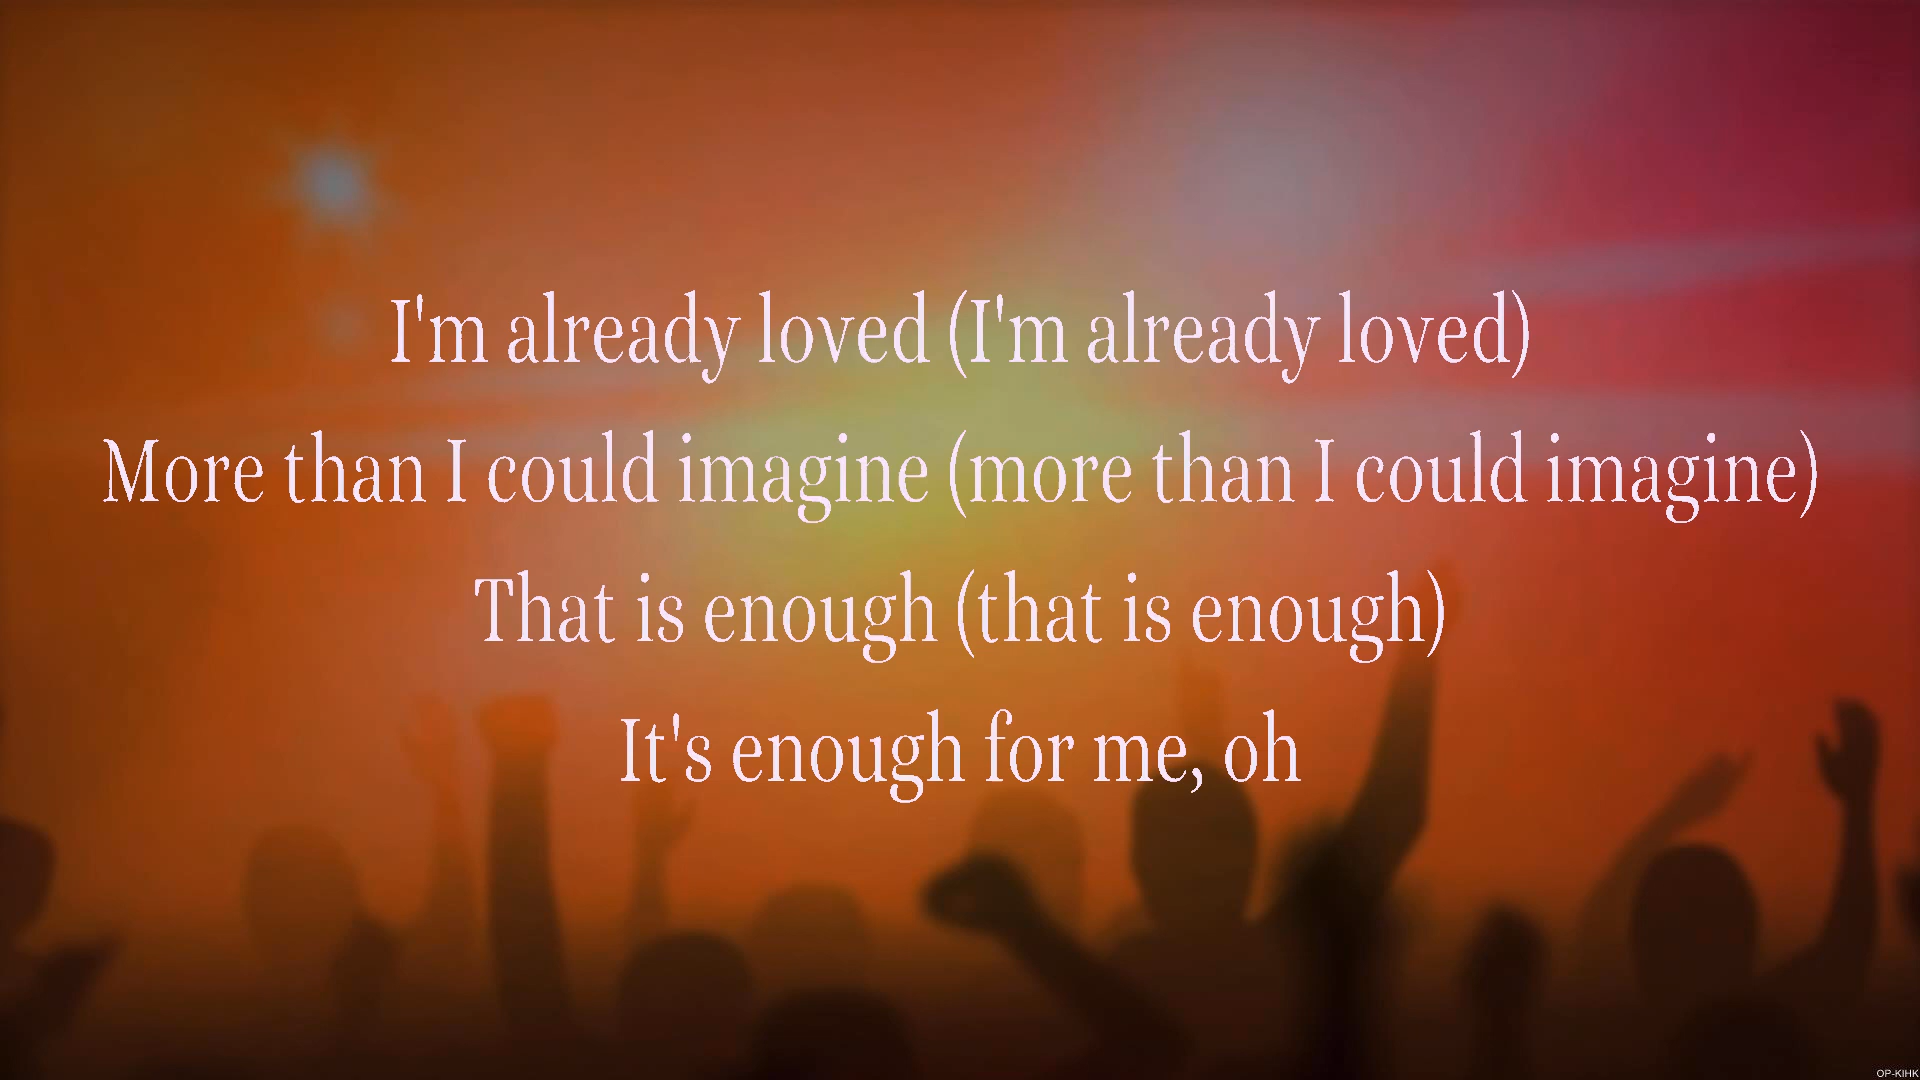 I'm already loved (I'm already loved)
More than I could imagine (more than I could imagine)
That is enough (that is enough)
It's enough for me, oh
OP-KIHK